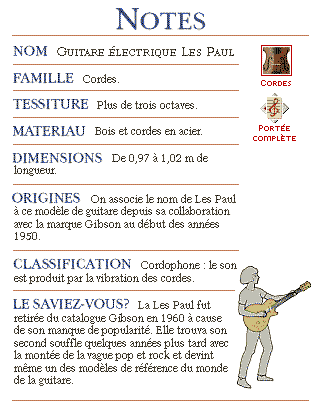 NOTES
NOM Guitare électrique Les Paul
Cordes
FAMILLE Cordes.
TESSITURE Plus de trois octaves.
Portée
complète
MATERIAU Bois et cordes en acier.
DIMENSIONS De 0,97 à 1,02 m de
longueur.
ORIGINES On associe le nom de Les Paul
à ce modèle de guitare depuis sa collaboration
avec la marque Gibson au début des années
1950.
CLASSIFICATION Cordophone : le son
est produit par la vibration des cordes.
LE SAVIEZ-VOUS? La Les Paul fut
retirée du catalogue Gibson en 1960 à cause
de son manque de popularité. Elle trouva son
second souffle quelques années plus tard avec
la montée de la vague pop et rock et devint
même un des modèles de référence du monde
de la guitare.